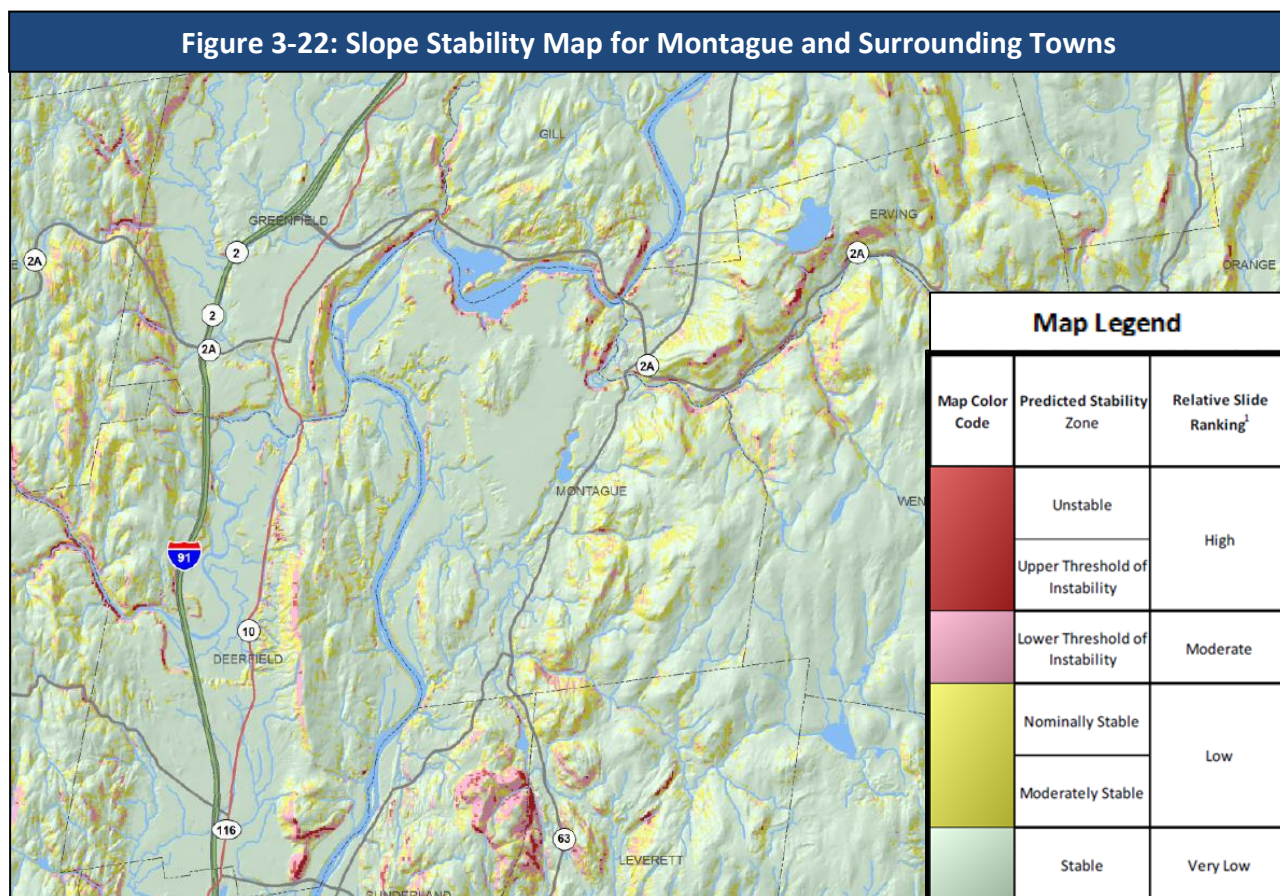 Figure 3-22: Slope Stability Map for Montague and Surrounding Towns
GILL
GREENFIELD
2
2A
ERVING
2A
ORANGE
2
2A
2A
MONTAGUE
WEN
91
10
DEERFIELD
116
63
LEVERETT
SUNDERLAND
Map Legend
Map Color
Code
Predicted Stability
Zone
Relative Slide
Ranking1
Unstable
High
Upper Threshold of
Instability
Lower Threshold of
Instability
Moderate
Nominally Stable
Low
Moderately Stable
Stable
Very Low